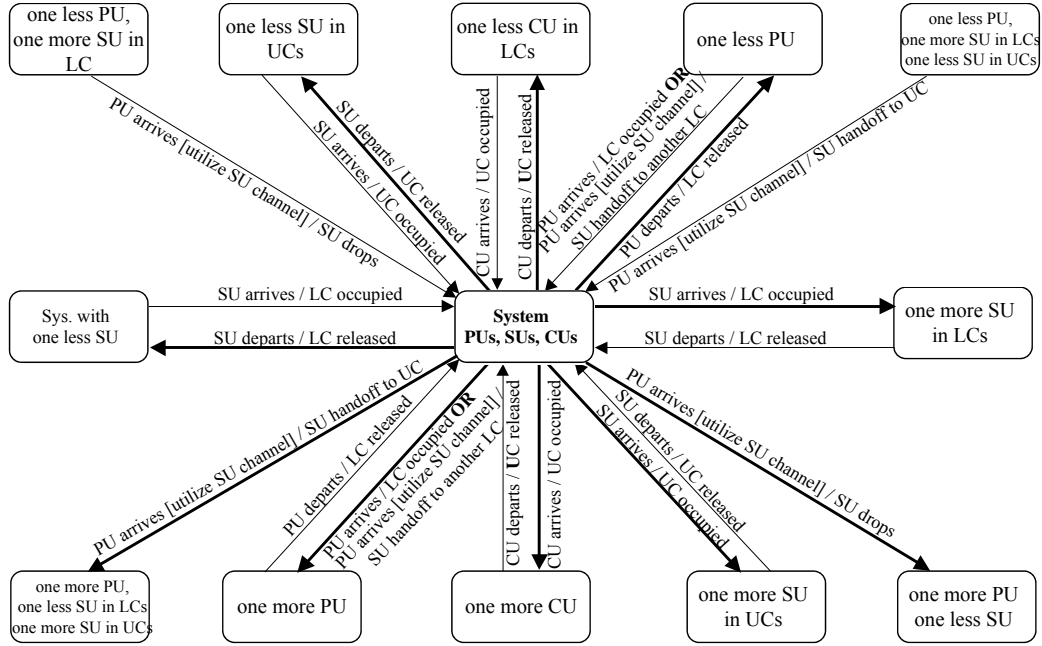 one less PU,
one more SU in
LC
one less SU in
UCs
one less CU in
LCs
one less PU
one less PU,
one more SU in LCs
one less SU in UCs
PU arrives [utilize SU channel] / SU drops
SU departs / UC released
SU arrives / UC occupied
CU arrives / UC occupied
CU departs / UC released
PU arrives / LC occupied OR
PU arrives [utilize SU channel] /
SU handoff to another LC
PU departs / LC released
PU arrives [utilize SU channel] / SU handoff to UC
Sys. with
one less SU
SU arrives / LC occupied
SU departs / LC released
System
PUs, SUs, CUs
SU arrives / LC occupied
SU departs / LC released
one more SU
in LCs
PU arrives [utilize SU channel] / SU handoff to UC
PU departs / LC released
PU arrives / LC occupied OR
PU arrives [utilize SU channel] /
SU handoff to another LC
CU departs / UC released
CU arrives / UC occupied
SU departs / UC released
SU arrives / UC occupied
PU arrives [utilize SU channel] / SU drops
one more PU,
one less SU in LCs
one more SU in UCs
one more PU
one more CU
one more SU
in UCs
one more PU
one less SU